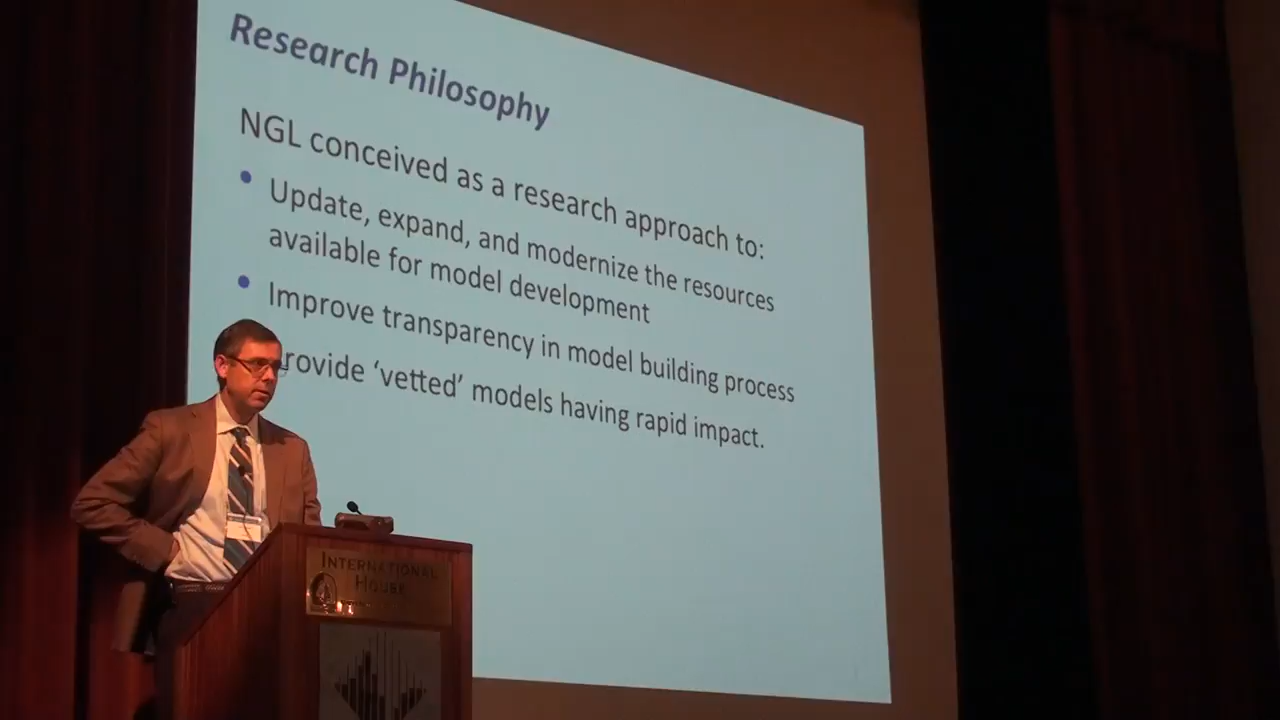 Research Philosophy
NGL conceived as a research approach to:
Update, expand, and modernize the resources
available for model development
Improve transparency in model building process
rovide ‘vetted’ models having rapid impact.
INTERNATIONAL
HOUSE